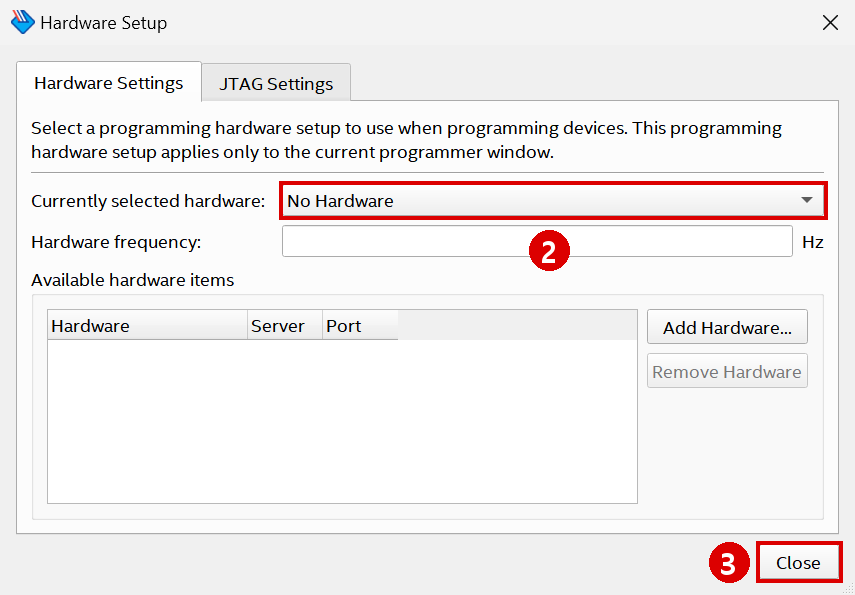 Hardware Setup
Hardware Settings
JTAG Settings
Select a programming hardware setup to use when programming devices. This programming
hardware setup applies only to the current programmer window.
Currently selected hardware:
No Hardware
Hardware frequency:
Hz
2
Available hardware items
Hardware
Server
Port
Add Hardware...
Remove Hardware
3
Close